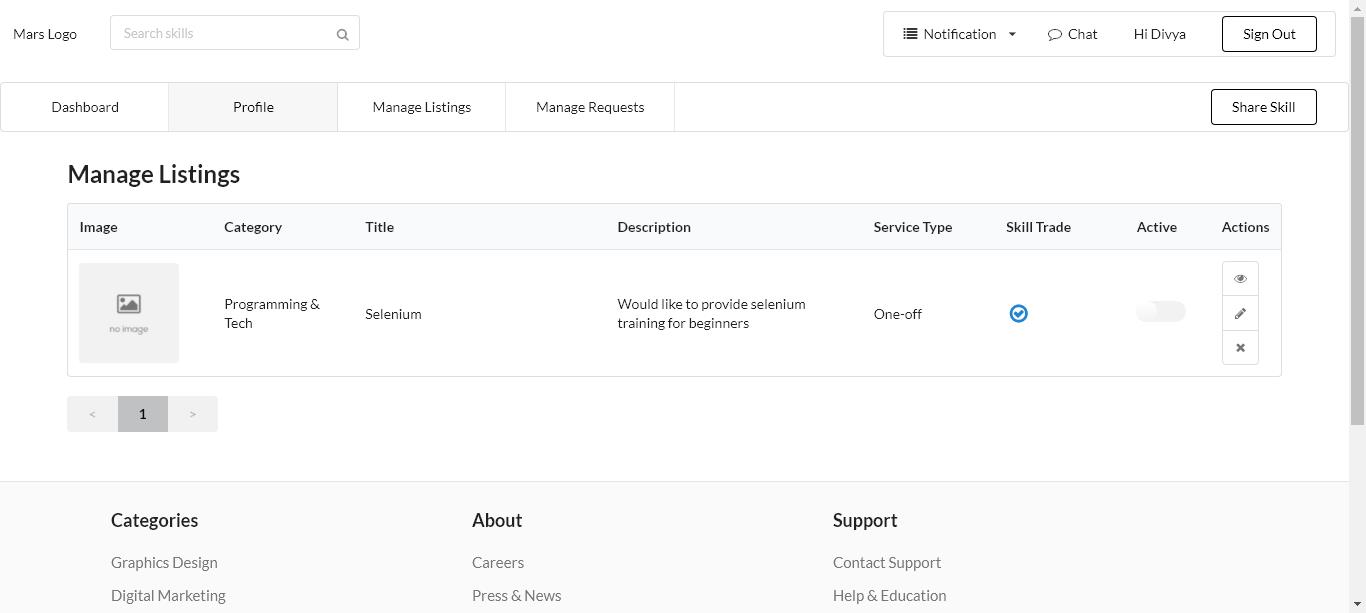 Mars Logo
Search skills
Notification
Chat
Hi Divya
Sign Out
Dashboard
Profile
Manage Listings
Manage Requests
Share Skill
Manage Listings
Image
Category
Title
Description
Service Type
Skill Trade
Active
Actions
no image
Programming &
Tech
Selenium
Would like to provide selenium
training for beginners
One-off
<
1
>
Categories
About
Support
Graphics Design
Careers
Contact Support
Digital Marketing
Press & News
Help & Education